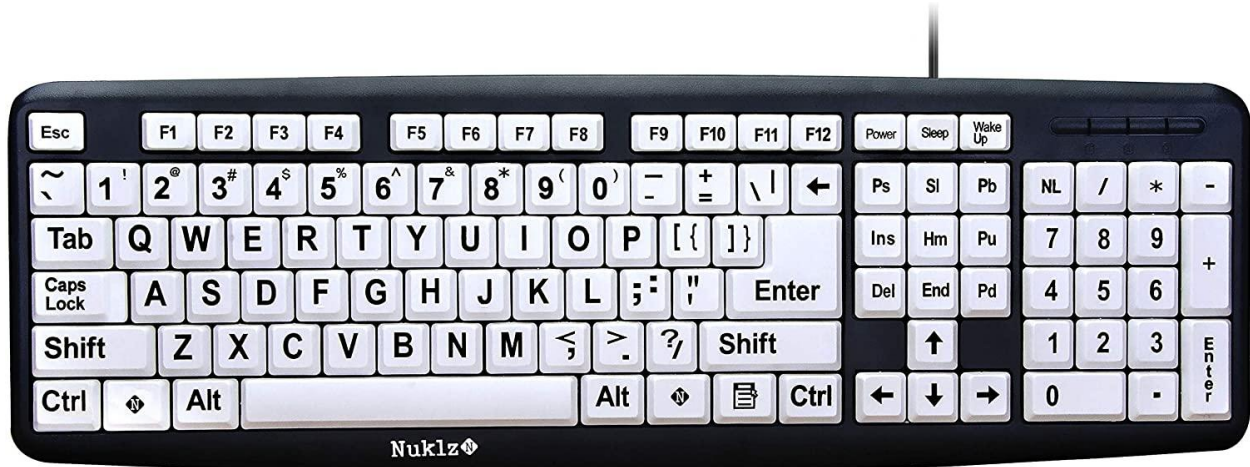 Esc F1 F2 F3 F4 F5 F6 F7 F8 F9 F10 F11 F12 Power Sleep Wake Up
~ ` 1 ! 2 @ 3 # 4 $ 5 % 6 ^ 7 & 8 * 9 ( 0 ) _ - + = \ | ← Ps Sl Pb NL / * -
Tab Q W E R T Y U I O P [ { ] } Ins Hm Pu 7 8 9 +
Caps Lock A S D F G H J K L ; : ' " Enter Del End Pd 4 5 6
Shift Z X C V B N M < , > . ? / Shift ↑ 1 2 3 Enter
Ctrl N Alt Alt N Ctrl ← ↓ → 0 .
Nuklz N